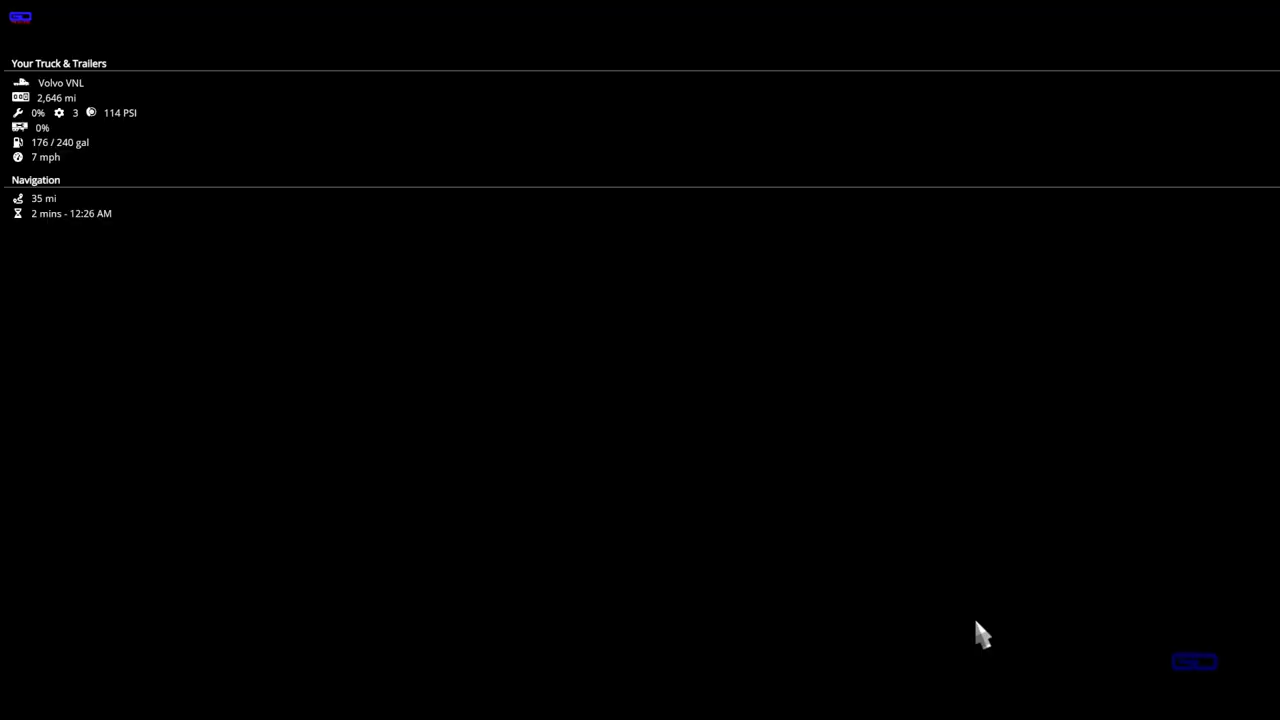 Your Truck & Trailers
Volvo VNL
2,646 mi
0% 3 114 PSI
0%
176 / 240 gal
7 mph
Navigation
35 mi
2 mins - 12:26 AM